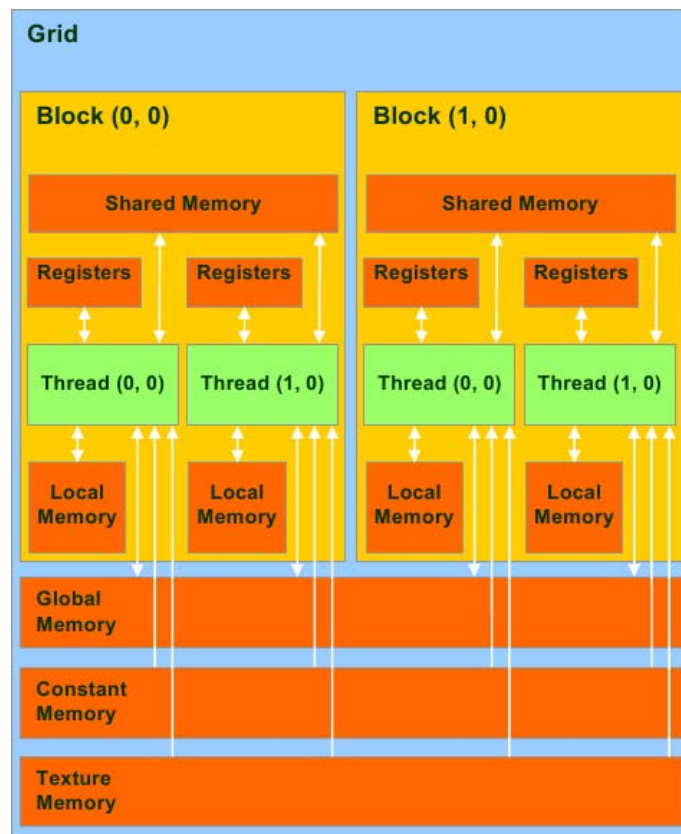 Grid
Block (0, 0)
Block (1, 0)
Shared Memory
Shared Memory
Registers
Registers
Registers
Registers
Thread (0, 0)
Thread (1, 0)
Thread (0, 0)
Thread (1, 0)
Local
Memory
Local
Memory
Local
Memory
Local
Memory
Global
Memory
Constant
Memory
Texture
Memory